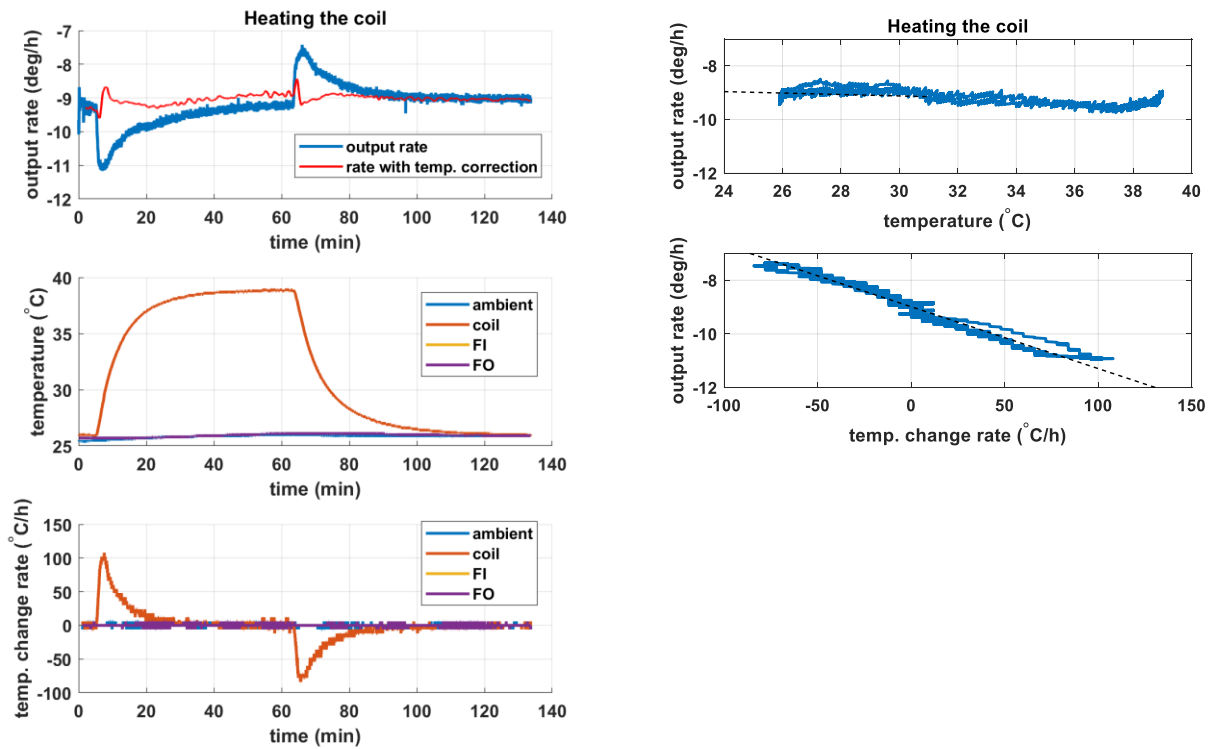 Heating the coil
-7
-8
-9
-10
-11
-12
output rate (deg/h)
output rate
rate with temp. correction
0 20 40 60 80 100 120 140
time (min)
40
35
30
25
temperature (°C)
ambient
coil
FI
FO
0 20 40 60 80 100 120 140
time (min)
150
100
50
0
-50
-100
temp. change rate (°C/h)
ambient
coil
FI
FO
0 20 40 60 80 100 120 140
time (min)
Heating the coil
-8
-10
-12
output rate (deg/h)
24 26 28 30 32 34 36 38 40
temperature (°C)
-8
-10
-12
output rate (deg/h)
-100 -50 0 50 100 150
temp. change rate (°C/h)